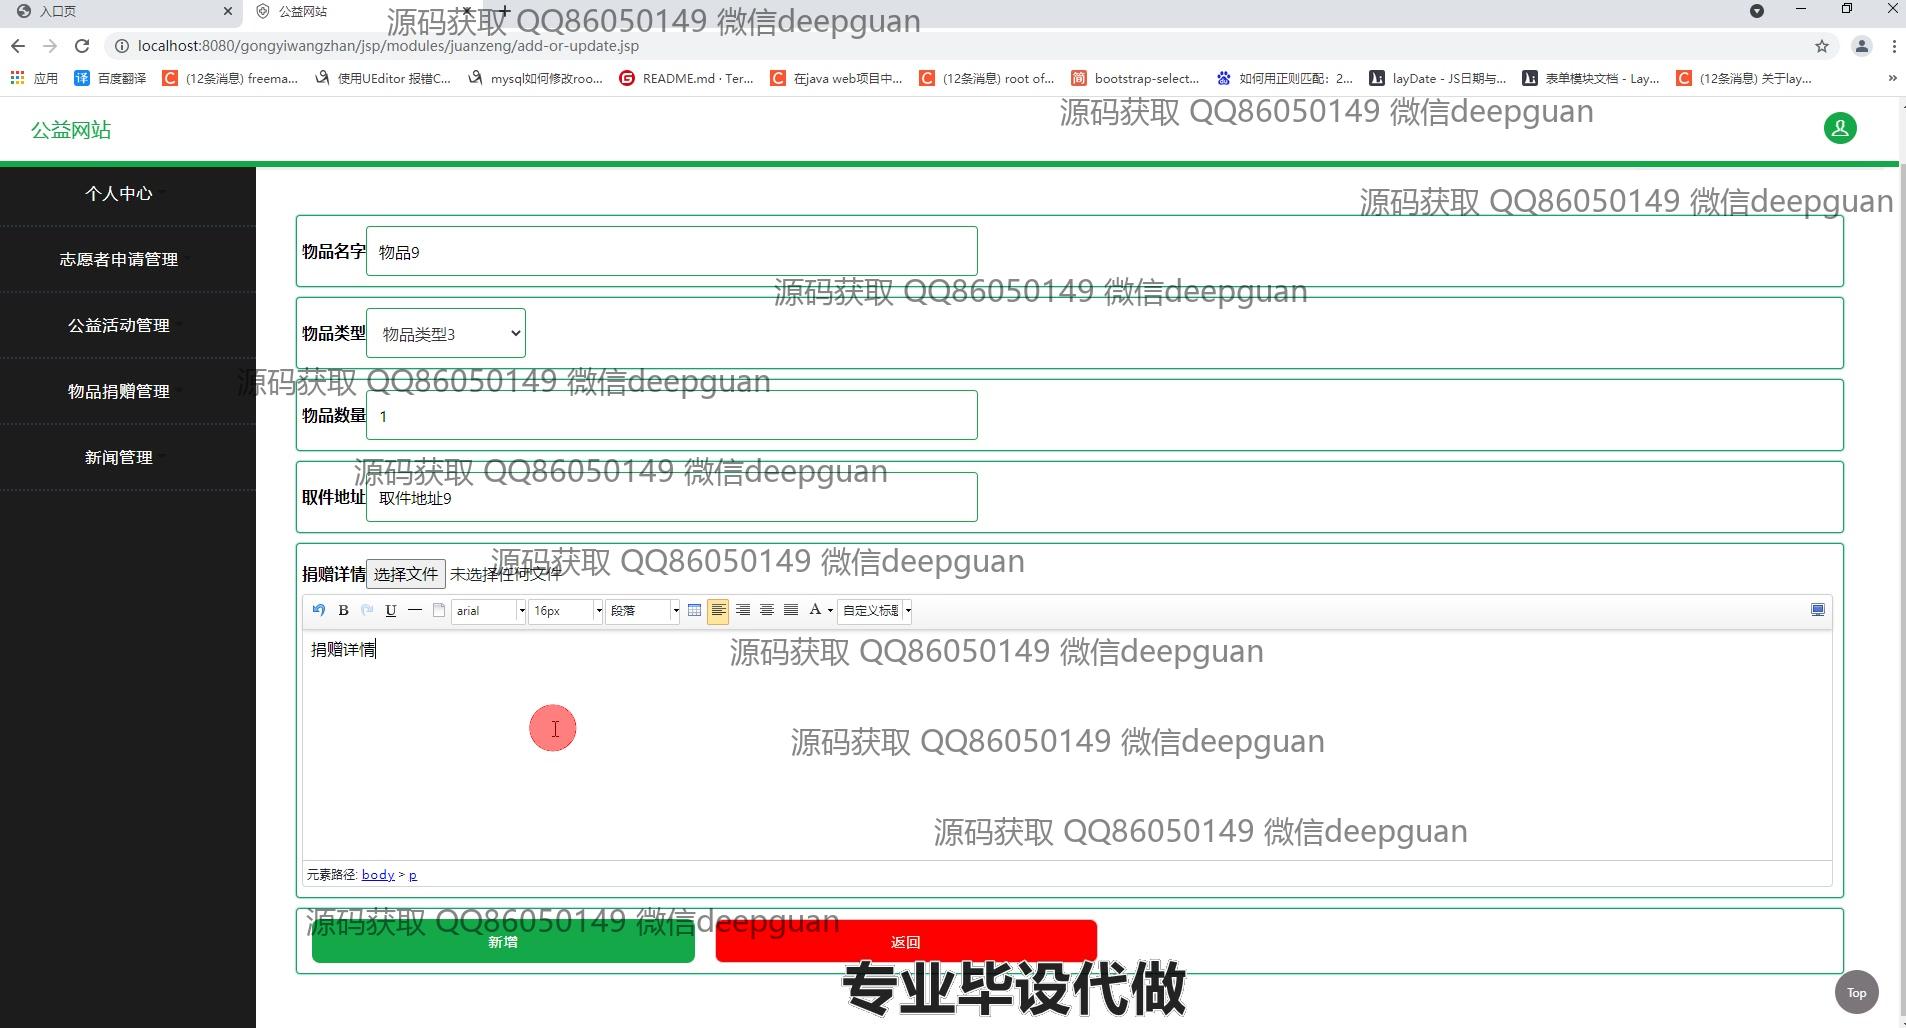 入口页
公益网站
源码获取 QQ86050149 微信deepguan
localhost:8080/gongyiwangzhan/jsp/modules/juanzeng/add-or-update.jsp
应用
百度翻译
(12条消息) freema...
使用UEditor 报错C...
mysql如何修改roo...
README.md · Ter...
在java web项目中...
(12条消息) root of...
bootstrap-select...
如何用正则匹配：2...
layDate - JS日期与...
表单模块文档 - Lay...
(12条消息) 关于lay...
源码获取 QQ86050149 微信deepguan
公益网站
个人中心
源码获取 QQ86050149 微信deepguan
物品名字 物品9
志愿者申请管理
源码获取 QQ86050149 微信deepguan
公益活动管理
物品类型 物品类型3
源码获取 QQ86050149 微信deepguan
物品捐赠管理
物品数量 1
新闻管理
源码获取 QQ86050149 微信deepguan
取件地址 取件地址9
源码获取 QQ86050149 微信deepguan
捐赠详情 选择文件 未选择任何文件
B U arial 16px 段落 A 自定义标题
捐赠详情
源码获取 QQ86050149 微信deepguan
源码获取 QQ86050149 微信deepguan
源码获取 QQ86050149 微信deepguan
元素路径: body > p
源码获取 QQ86050149 微信deepguan
新增 返回
专业毕设代做
Top